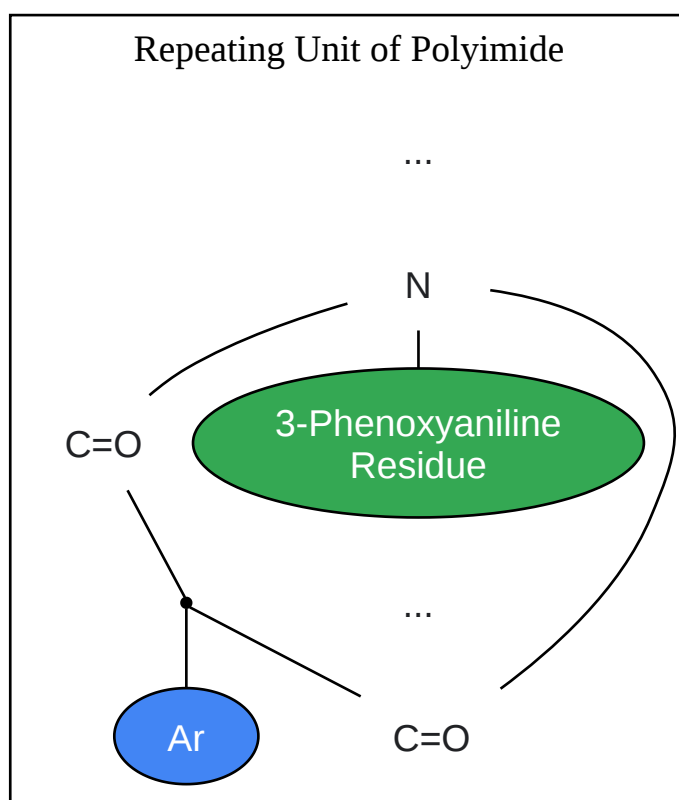 Repeating Unit of Polyimide
...
N
3-Phenoxyaniline
Residue
C=O
...
Ar
C=O